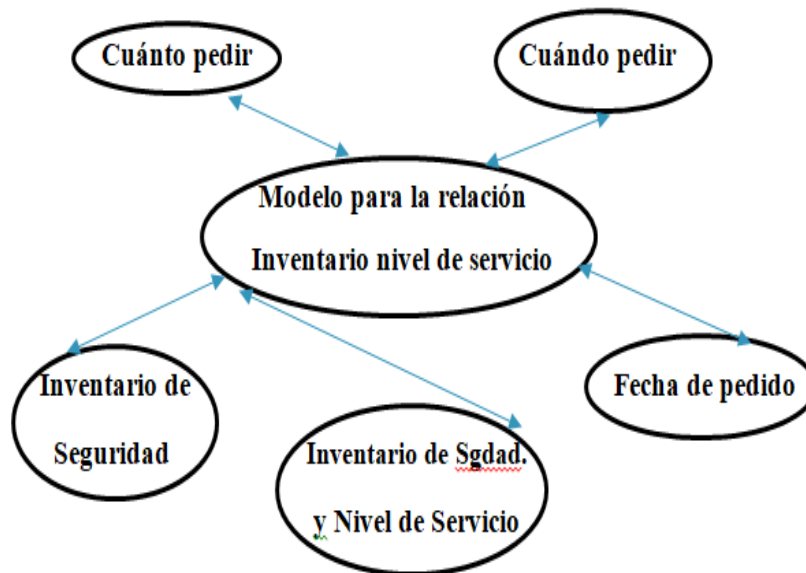 Cuánto pedir
Cuándo pedir
Modelo para la relación
Inventario nivel de servicio
Inventario de
Seguridad
Inventario de Sgdad.
y Nivel de Servicio
Fecha de pedido